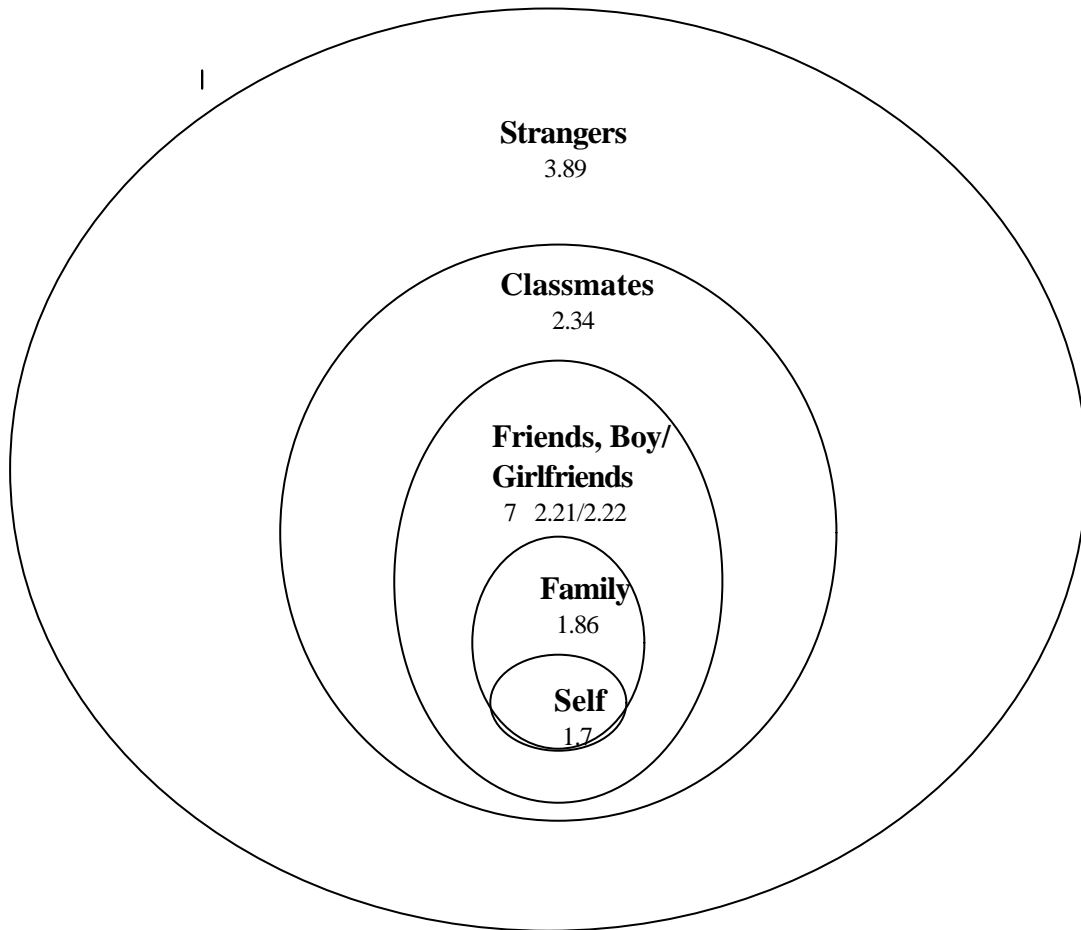 Strangers
3.89
Classmates
2.34
Friends, Boy/
Girlfriends
7 2.21/2.22
Family
1.86
Self
1.7